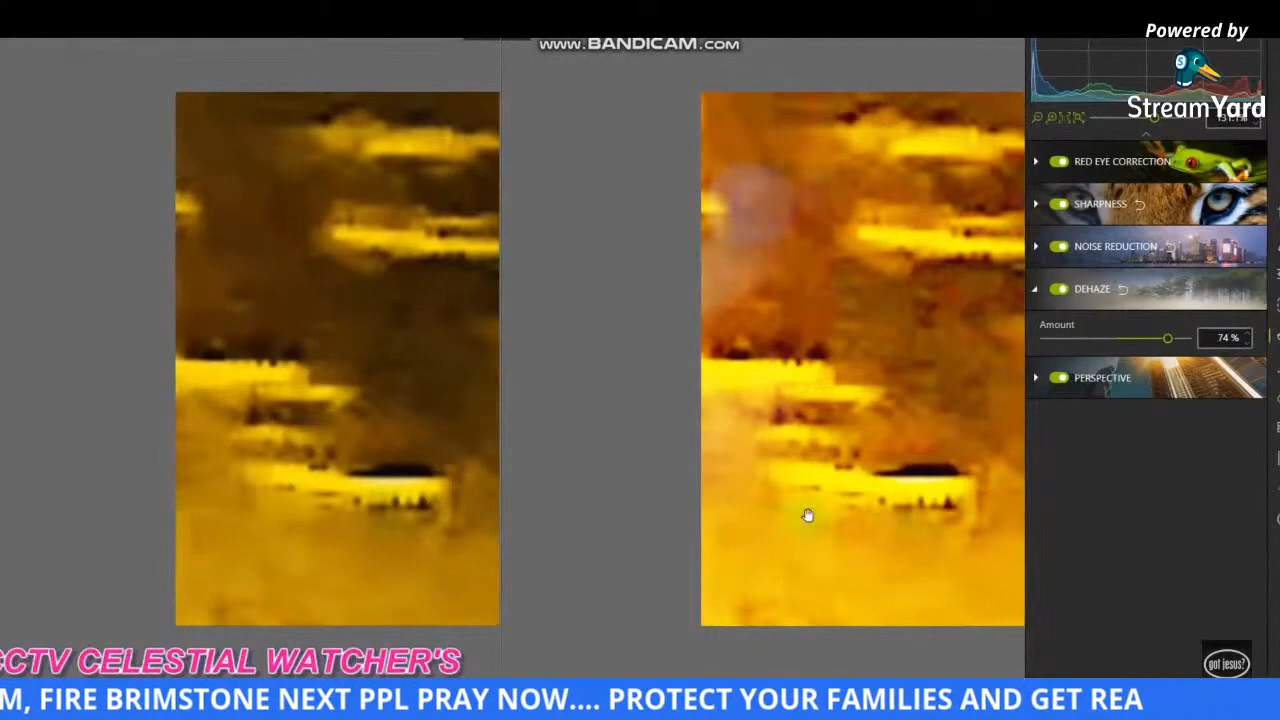 Powered by
www.BANDICAM.com
StreamYard
RED EYE CORRECTION
SHARPNESS
NOISE REDUCTION
DEHAZE
Amount
74 %
PERSPECTIVE
got jesus?
CCTV CELESTIAL WATCHER'S
M, FIRE BRIMSTONE NEXT PPL PRAY NOW.... PROTECT YOUR FAMILIES AND GET REA